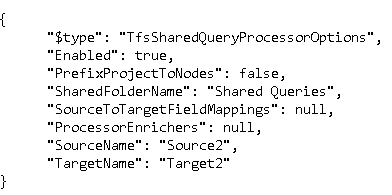 {
"$type": "TfsSharedQueryProcessorOptions",
"Enabled": true,
"PrefixProjectToNodes": false,
"SharedFolderName": "Shared Queries",
"SourceToTargetFieldMappings": null,
"ProcessorEnrichers": null,
"SourceName": "Source2",
"TargetName": "Target2"
}